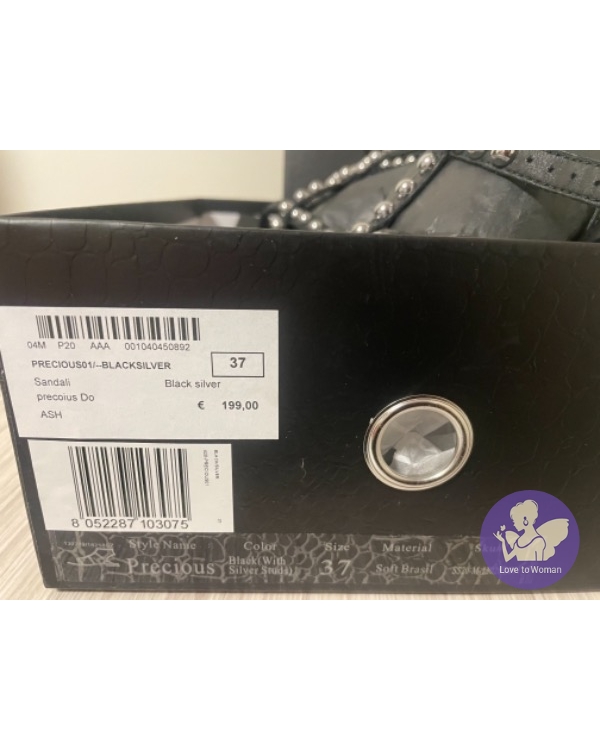 04M P20 AAA 001040450892
PRECIOUS01/--BLACKSILVER
37
Sandali Black silver
precoius Do
€ 199,00
ASH
8 052287 103075
Style Name Color Size Material
Precious Black(With Silver Studs) 37 Soft Brasil
Love to Woman